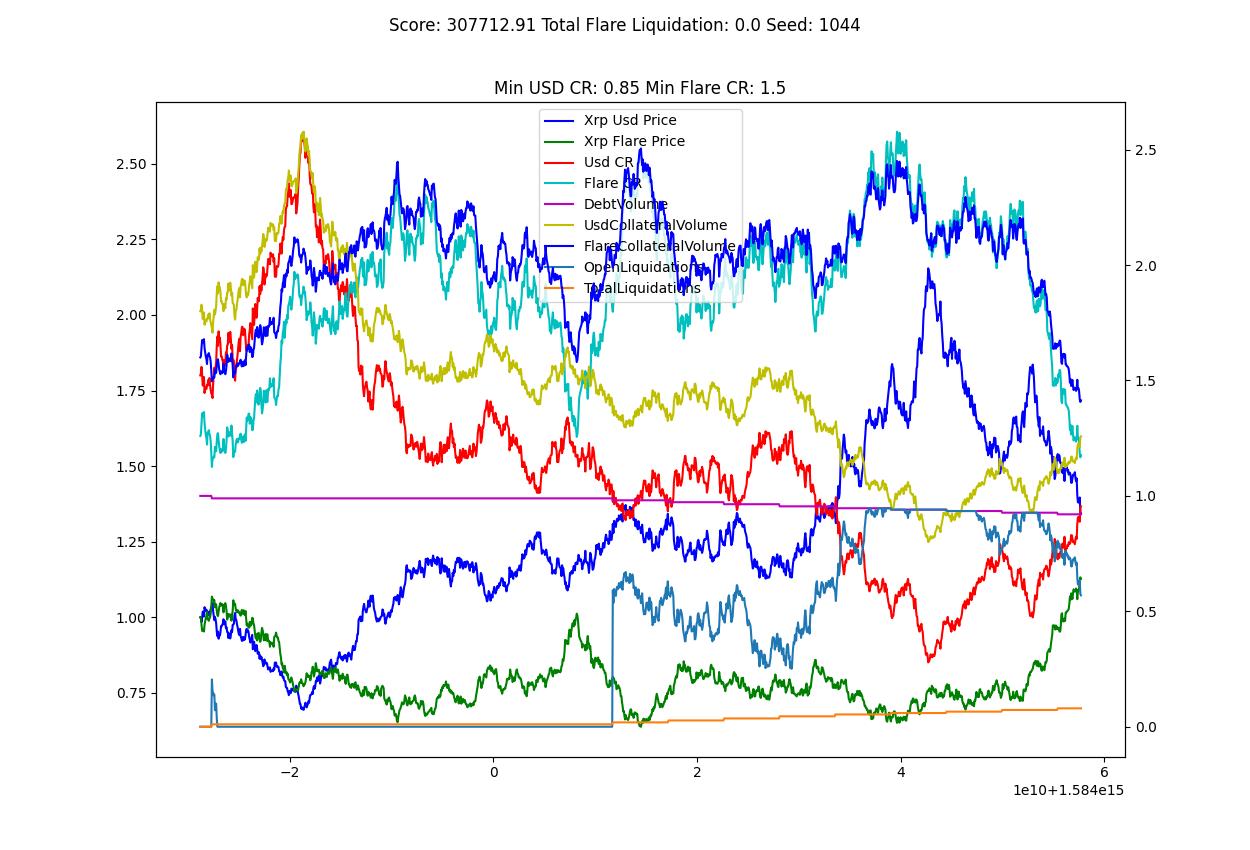 Score: 307712.91 Total Flare Liquidation: 0.0 Seed: 1044
Min USD CR: 0.85 Min Flare CR: 1.5
Xrp Usd Price
Xrp Flare Price
Usd CR
Flare CR
DebtVolume
UsdCollateralVolume
FlareCollateralVolume
OpenLiquidations
TotalLiquidations
2.50
2.25
2.00
1.75
1.50
1.25
1.00
0.75
2.5
2.0
1.5
1.0
0.5
0.0
−2 0 2 4 6
1e10+1.584e15